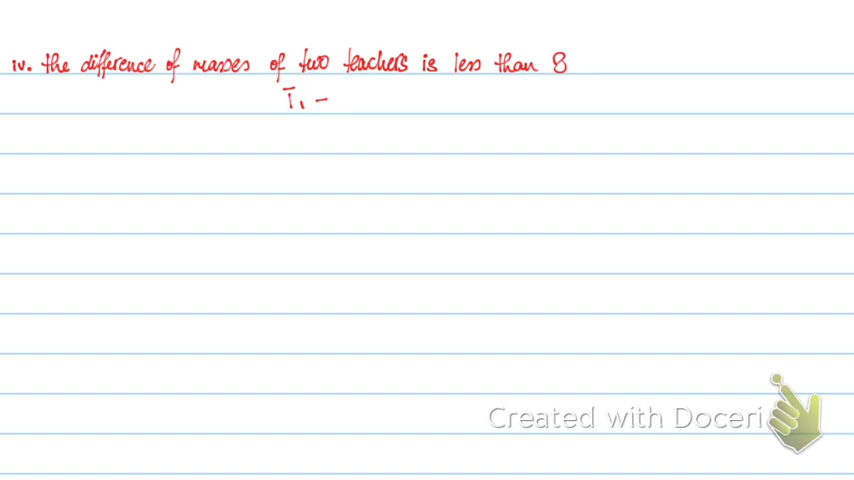 iv. the difference of masses of two teachers is less than 8
T₁ –
Created with Doceri